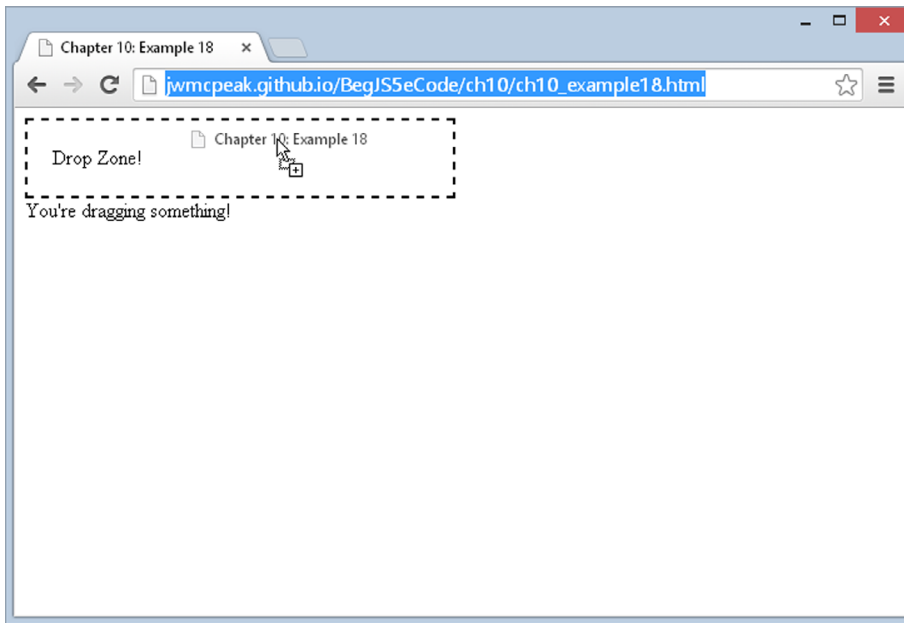 Chapter 10: Example 18
jwmcpeak.github.io/BegJS5eCode/ch10/ch10_example18.html
Chapter 10: Example 18
Drop Zone!
You're dragging something!